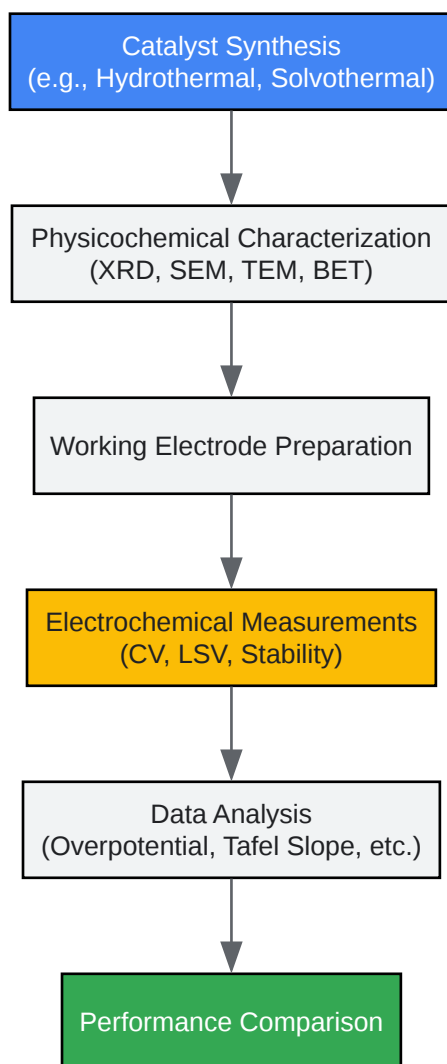 Catalyst Synthesis
(e.g., Hydrothermal, Solvothermal)
Physicochemical Characterization
(XRD, SEM, TEM, BET)
Working Electrode Preparation
Electrochemical Measurements
(CV, LSV, Stability)
Data Analysis
(Overpotential, Tafel Slope, etc.)
Performance Comparison